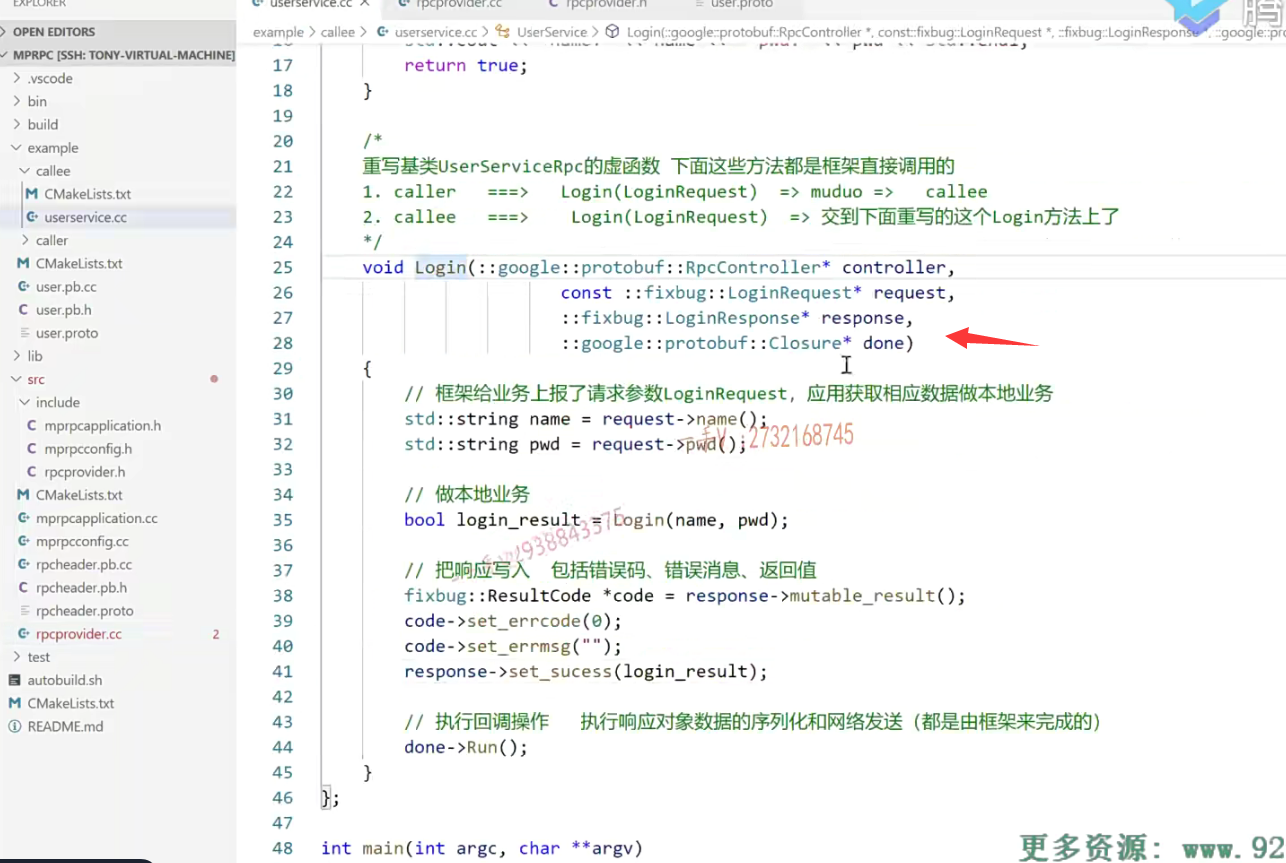 EXPLORER
userservice.cc ×
rpcprovider.cc
rpcprovider.h
user.proto
腾
OPEN EDITORS
MPRPC [SSH: TONY-VIRTUAL-MACHINE]
.vscode
bin
build
example
callee
CMakeLists.txt
userservice.cc
caller
CMakeLists.txt
user.pb.cc
user.pb.h
user.proto
lib
src
include
mprpcapplication.h
mprpcconfig.h
rpcprovider.h
CMakeLists.txt
mprpcapplication.cc
mprpcconfig.cc
rpcheader.pb.cc
rpcheader.pb.h
rpcheader.proto
rpcprovider.cc 2
test
autobuild.sh
CMakeLists.txt
README.md
example > callee > userservice.cc > UserService > Login(::google::protobuf::RpcController *, const::fixbug::LoginRequest *, ::fixbug::LoginResponse *, ::google::pro
17 return true;
18 }
19
20 /*
21 重写基类UserServiceRpc的虚函数 下面这些方法都是框架直接调用的
22 1. caller ===> Login(LoginRequest) => muduo => callee
23 2. callee ===> Login(LoginRequest) => 交到下面重写的这个Login方法上了
24 */
25 void Login(::google::protobuf::RpcController* controller,
26 const ::fixbug::LoginRequest* request,
27 ::fixbug::LoginResponse* response,
28 ::google::protobuf::Closure* done)
29 {
30 // 框架给业务上报了请求参数LoginRequest，应用获取相应数据做本地业务
31 std::string name = request->name();
32 std::string pwd = request->pwd();
2732168745
33
34 // 做本地业务
35 bool login_result = Login(name, pwd);
36
2938843375
37 // 把响应写入 包括错误码、错误消息、返回值
38 fixbug::ResultCode *code = response->mutable_result();
39 code->set_errcode(0);
40 code->set_errmsg("");
41 response->set_sucess(login_result);
42
43 // 执行回调操作 执行响应对象数据的序列化和网络发送（都是由框架来完成的）
44 done->Run();
45 }
46 };
47
48 int main(int argc, char **argv)
更多资源: www.92